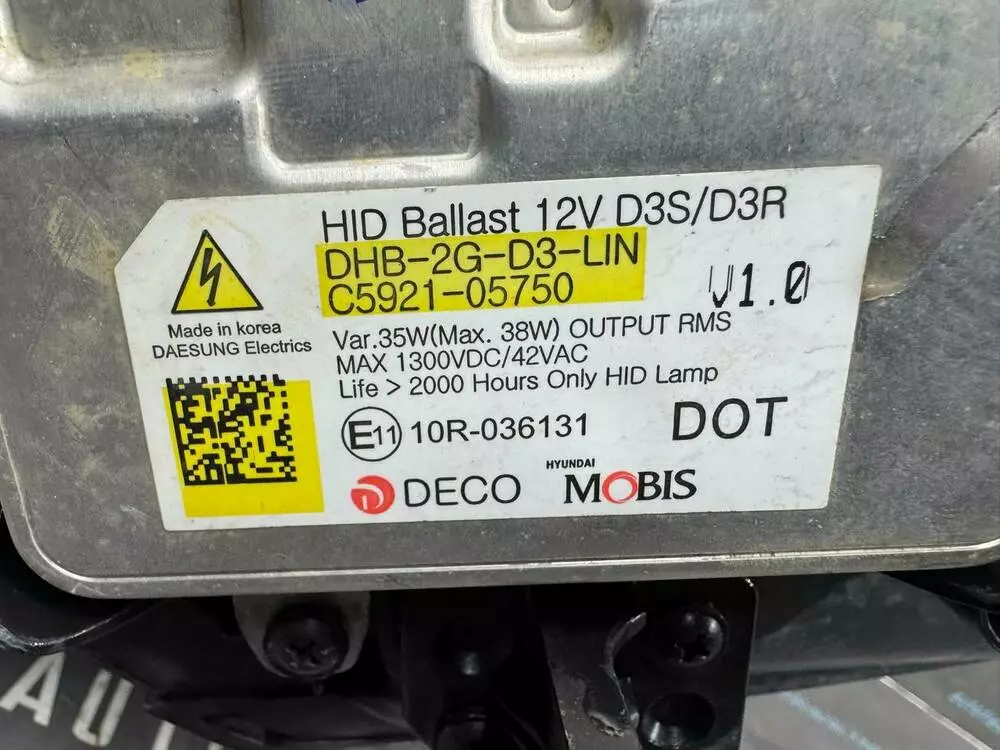 HID Ballast 12V D3S/D3R
DHB-2G-D3-LIN
C5921-05750
V1.0
Made in korea
DAESUNG Electrics
Var.35W(Max. 38W) OUTPUT RMS
MAX 1300VDC/42VAC
Life > 2000 Hours Only HID Lamp
E11 10R-036131
DOT
DECO
HYUNDAI
MOBIS
AU